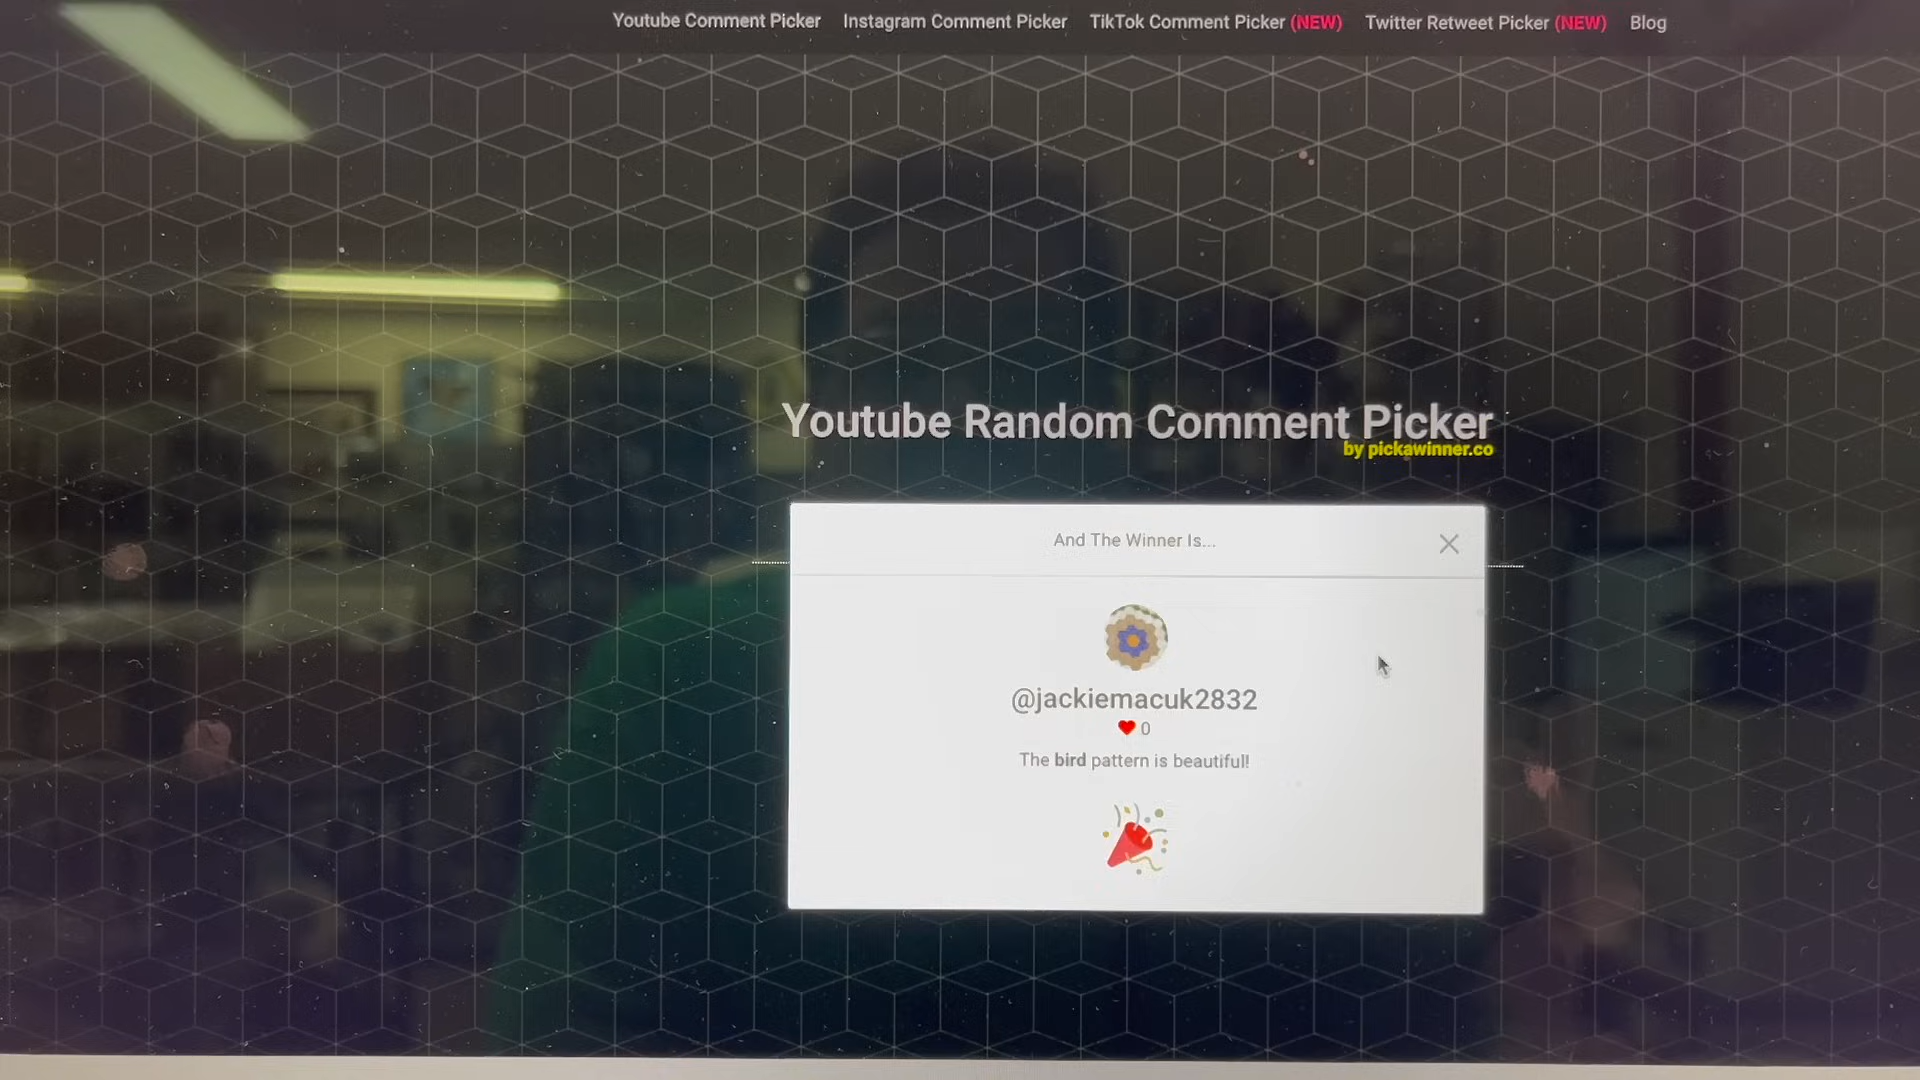 Youtube Comment Picker Instagram Comment Picker TikTok Comment Picker (NEW) Twitter Retweet Picker (NEW) Blog
Youtube Random Comment Picker
by pickawinner.co
And The Winner Is...
@jackiemacuk2832
0
The bird pattern is beautiful!